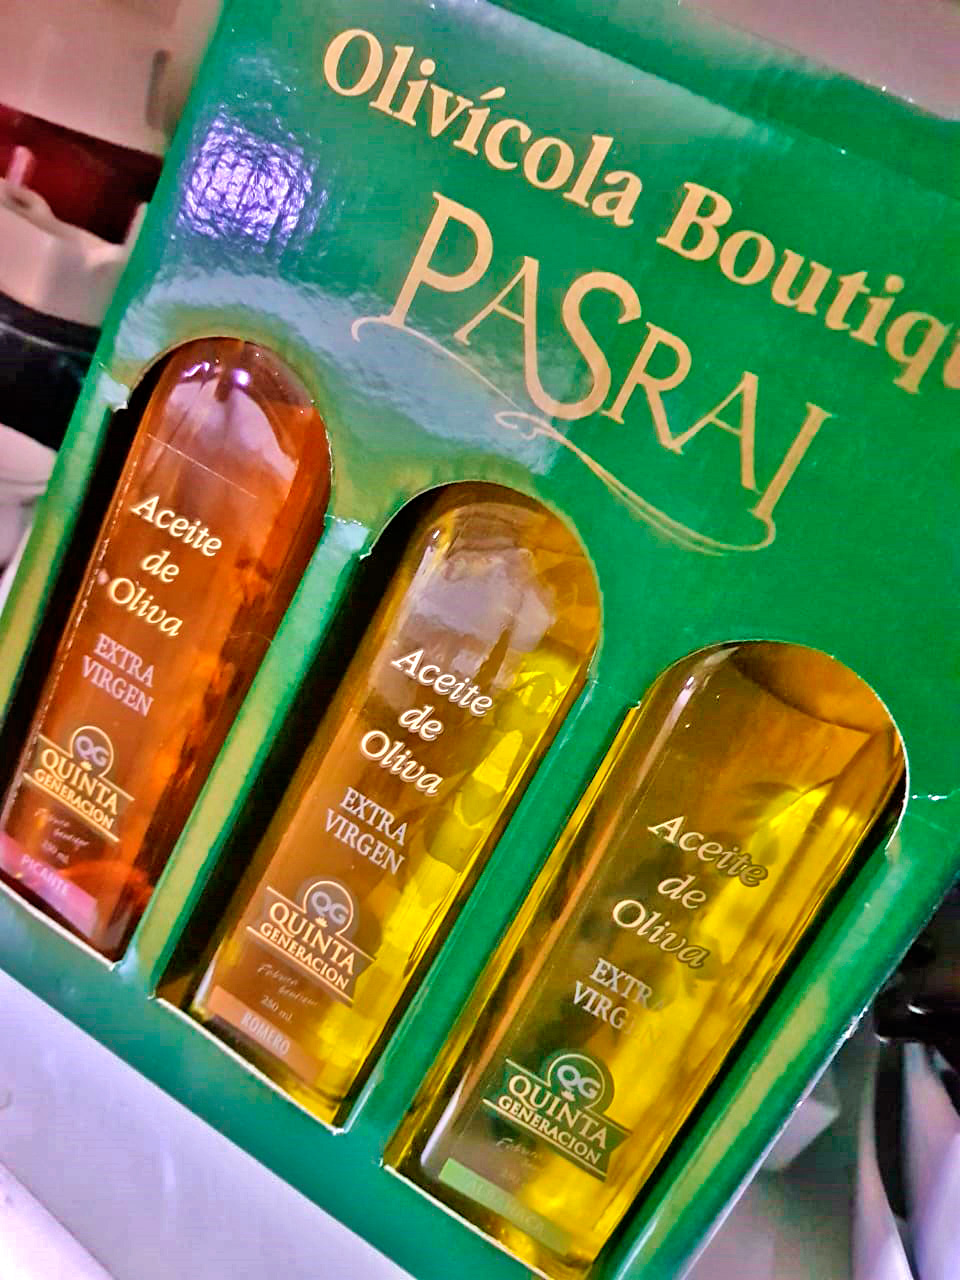 Olivícola Boutiq
PASRAI
Aceite
de
Oliva
EXTRA
VIRGEN
QG
QUINTA
GENERACION
PICANTE
Aceite
de
Oliva
EXTRA
VIRGEN
QG
QUINTA
GENERACION
250 ml
ROMERO
Aceite
de
Oliva
EXTRA
VIRGEN
QG
QUINTA
GENERACION